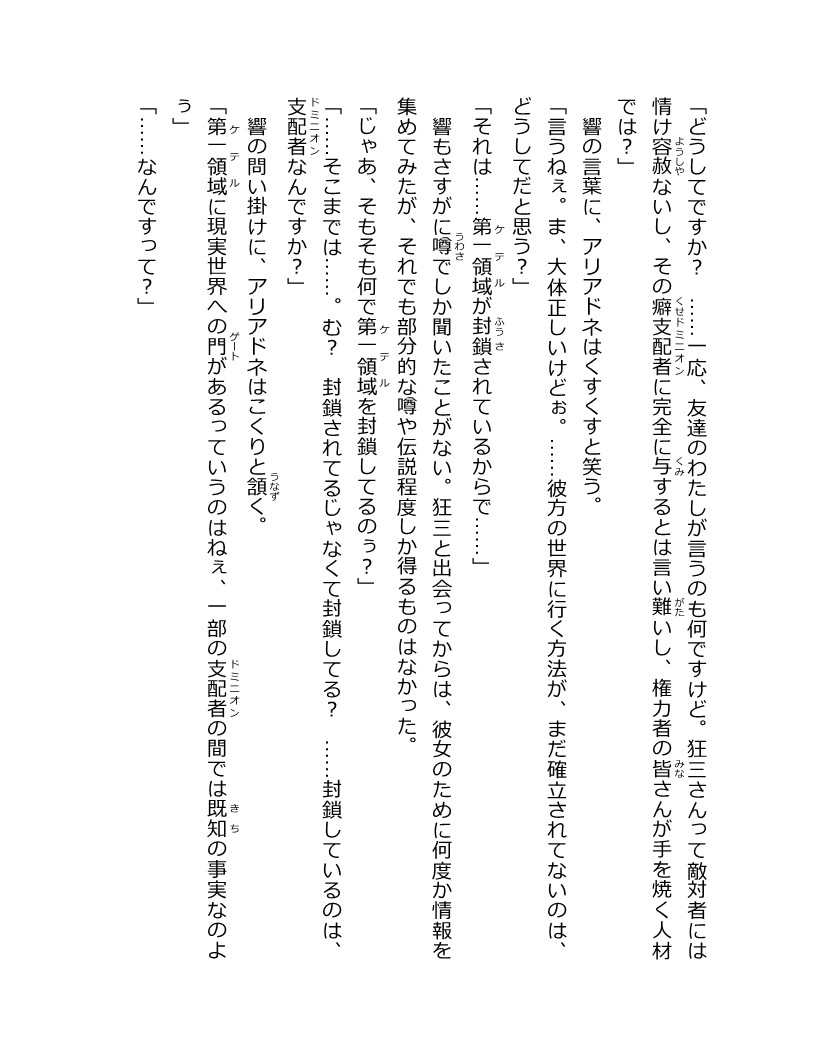 「どうしてですか？　……一応、友達のわたしが言うのも何ですけど。狂三さんって敵対者には
情け容赦ないし、その癖支配者に完全に与するとは言い難いし、権力者の皆さんが手を焼く人材
では？」
　響の言葉に、アリアドネはくすくすと笑う。
「言うねぇ。ま、大体正しいけどぉ。……彼方の世界に行く方法が、まだ確立されてないのは、
どうしてだと思う？」
「それは……第一領域が封鎖されているからで……」
　響もさすがに噂でしか聞いたことがない。狂三と出会ってからは、彼女のために何度か情報を
集めてみたが、それでも部分的な噂や伝説程度しか得るものはなかった。
「じゃあ、そもそも何で第一領域を封鎖してるのぅ？」
「……そこまでは……。む？　封鎖されてるじゃなくて封鎖してる？　……封鎖しているのは、
支配者なんですか？」
　響の問い掛けに、アリアドネはこくりと頷く。
「第一領域に現実世界への門があるっていうのはねぇ、一部の支配者の間では既知の事実なのよ
ぅ」
「……なんですって？」